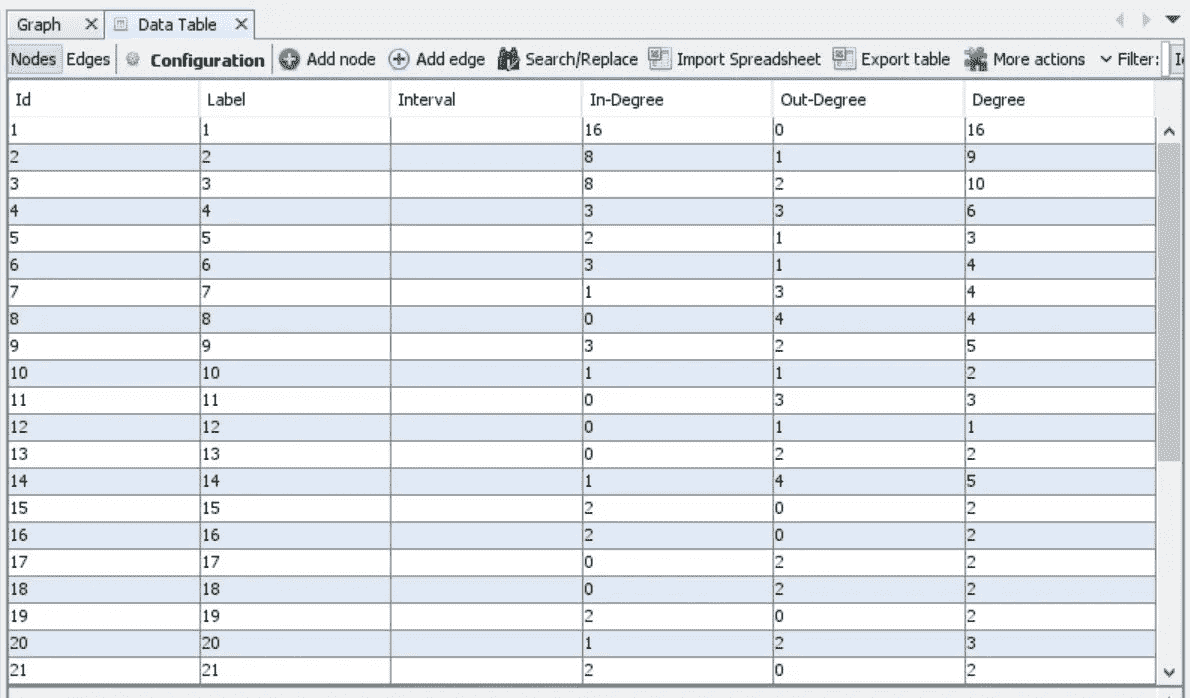 Graph Data Table
Nodes Edges Configuration Add node Add edge Search/Replace Import Spreadsheet Export table More actions Filter:
Id Label Interval In-Degree Out-Degree Degree
1 1 16 0 16
2 2 8 1 9
3 3 8 2 10
4 4 3 3 6
5 5 2 1 3
6 6 3 1 4
7 7 1 3 4
8 8 0 4 4
9 9 3 2 5
10 10 1 1 2
11 11 0 3 3
12 12 0 1 1
13 13 0 2 2
14 14 1 4 5
15 15 2 0 2
16 16 2 0 2
17 17 0 2 2
18 18 0 2 2
19 19 2 0 2
20 20 1 2 3
21 21 2 0 2